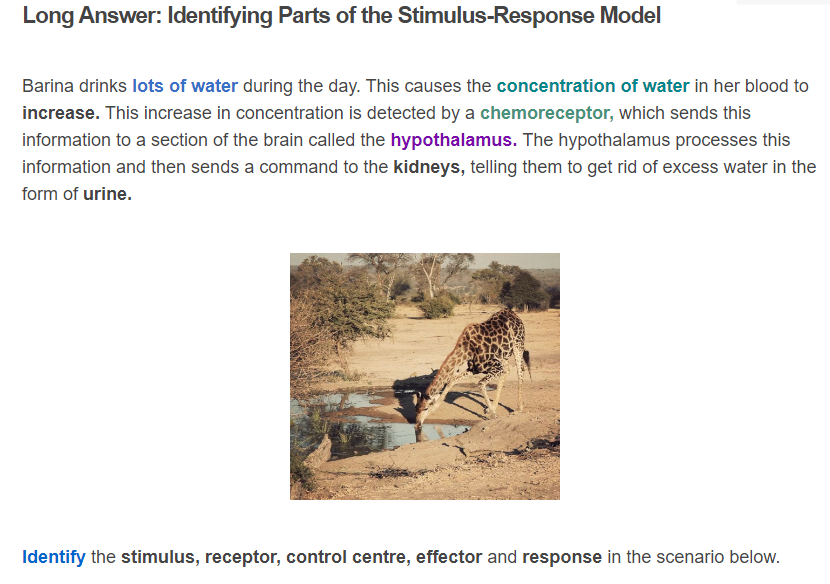 Long Answer: Identifying Parts of the Stimulus-Response Model
Barina drinks lots of water during the day. This causes the concentration of water in her blood to
increase. This increase in concentration is detected by a chemoreceptor, which sends this
information to a section of the brain called the hypothalamus. The hypothalamus processes this
information and then sends a command to the kidneys, telling them to get rid of excess water in the
form of urine.
Identify the stimulus, receptor, control centre, effector and response in the scenario below.